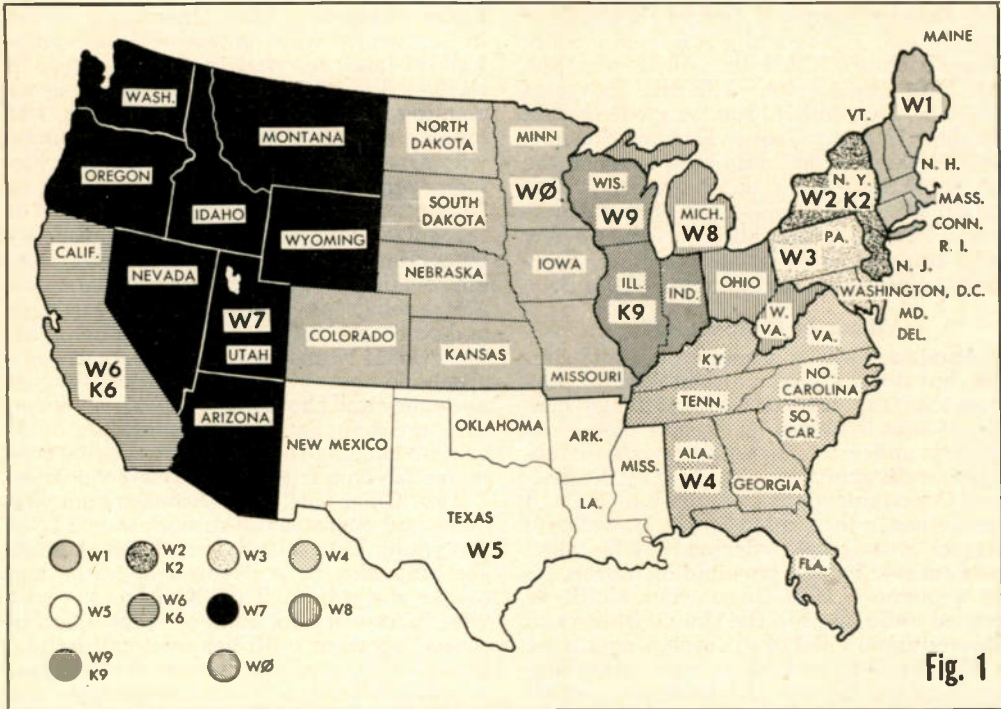 MAINE
WASH.
MONTANA
NORTH
DAKOTA
MINN
VT.
W1
OREGON
IDAHO
SOUTH
DAKOTA
WØ
WIS.
W9
MICH.
W8
N. Y.
W2 K2
N. H.
MASS.
CONN.
R. I.
WYOMING
CALIF.
NEVADA
NEBRASKA
IOWA
PA.
W3
N. J.
W7
UTAH
COLORADO
KANSAS
MISSOURI
ILL.
K9
IND.
OHIO
W.
VA.
WASHINGTON, D.C.
MD.
DEL.
VA.
W6
K6
KY
NO.
CAROLINA
TENN.
ARIZONA
NEW MEXICO
OKLAHOMA
ARK.
SO.
CAR.
MISS.
ALA.
W4
GEORGIA
TEXAS
W5
LA.
FLA.
W1
W2
K2
W3
W4
W5
W6
K6
W7
W8
W9
K9
WØ
Fig. 1